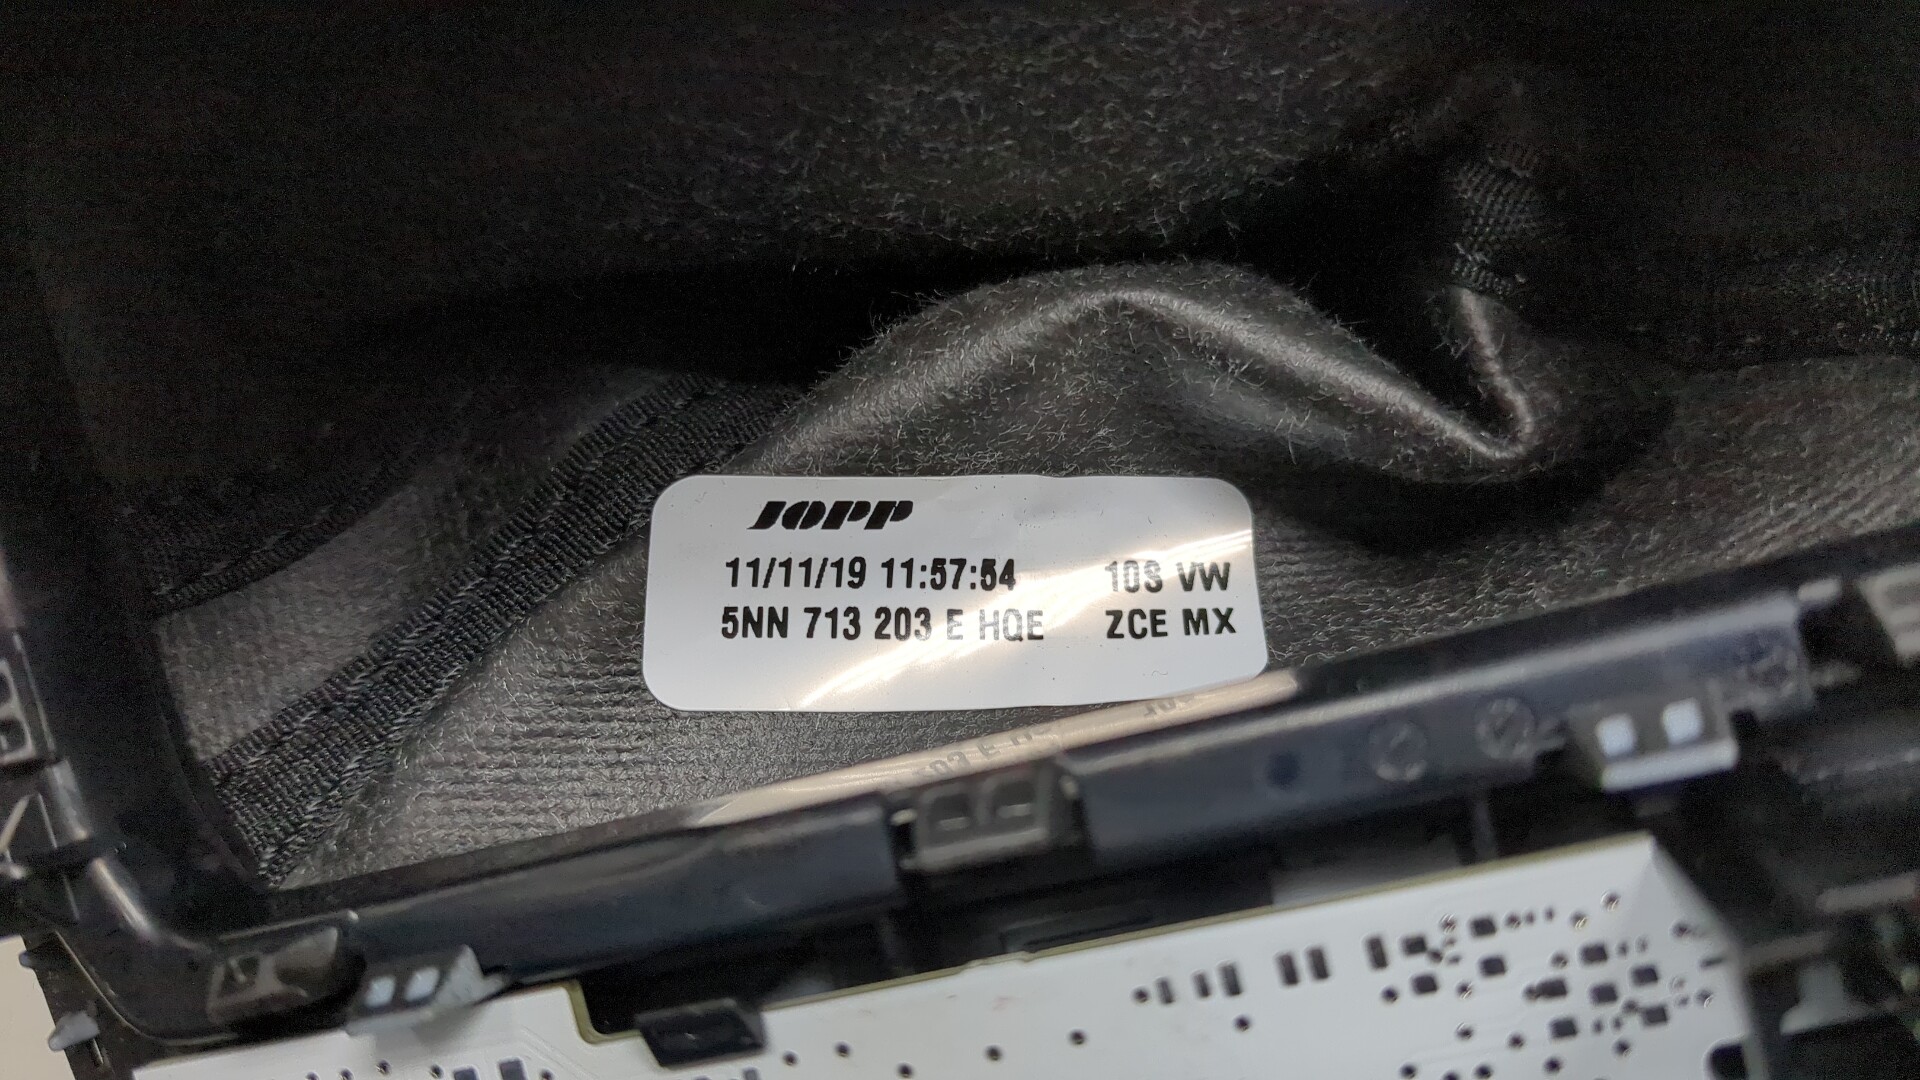 JOPP
11/11/19 11:57:54 10S VW
5NN 713 203 E HQE ZCE MX